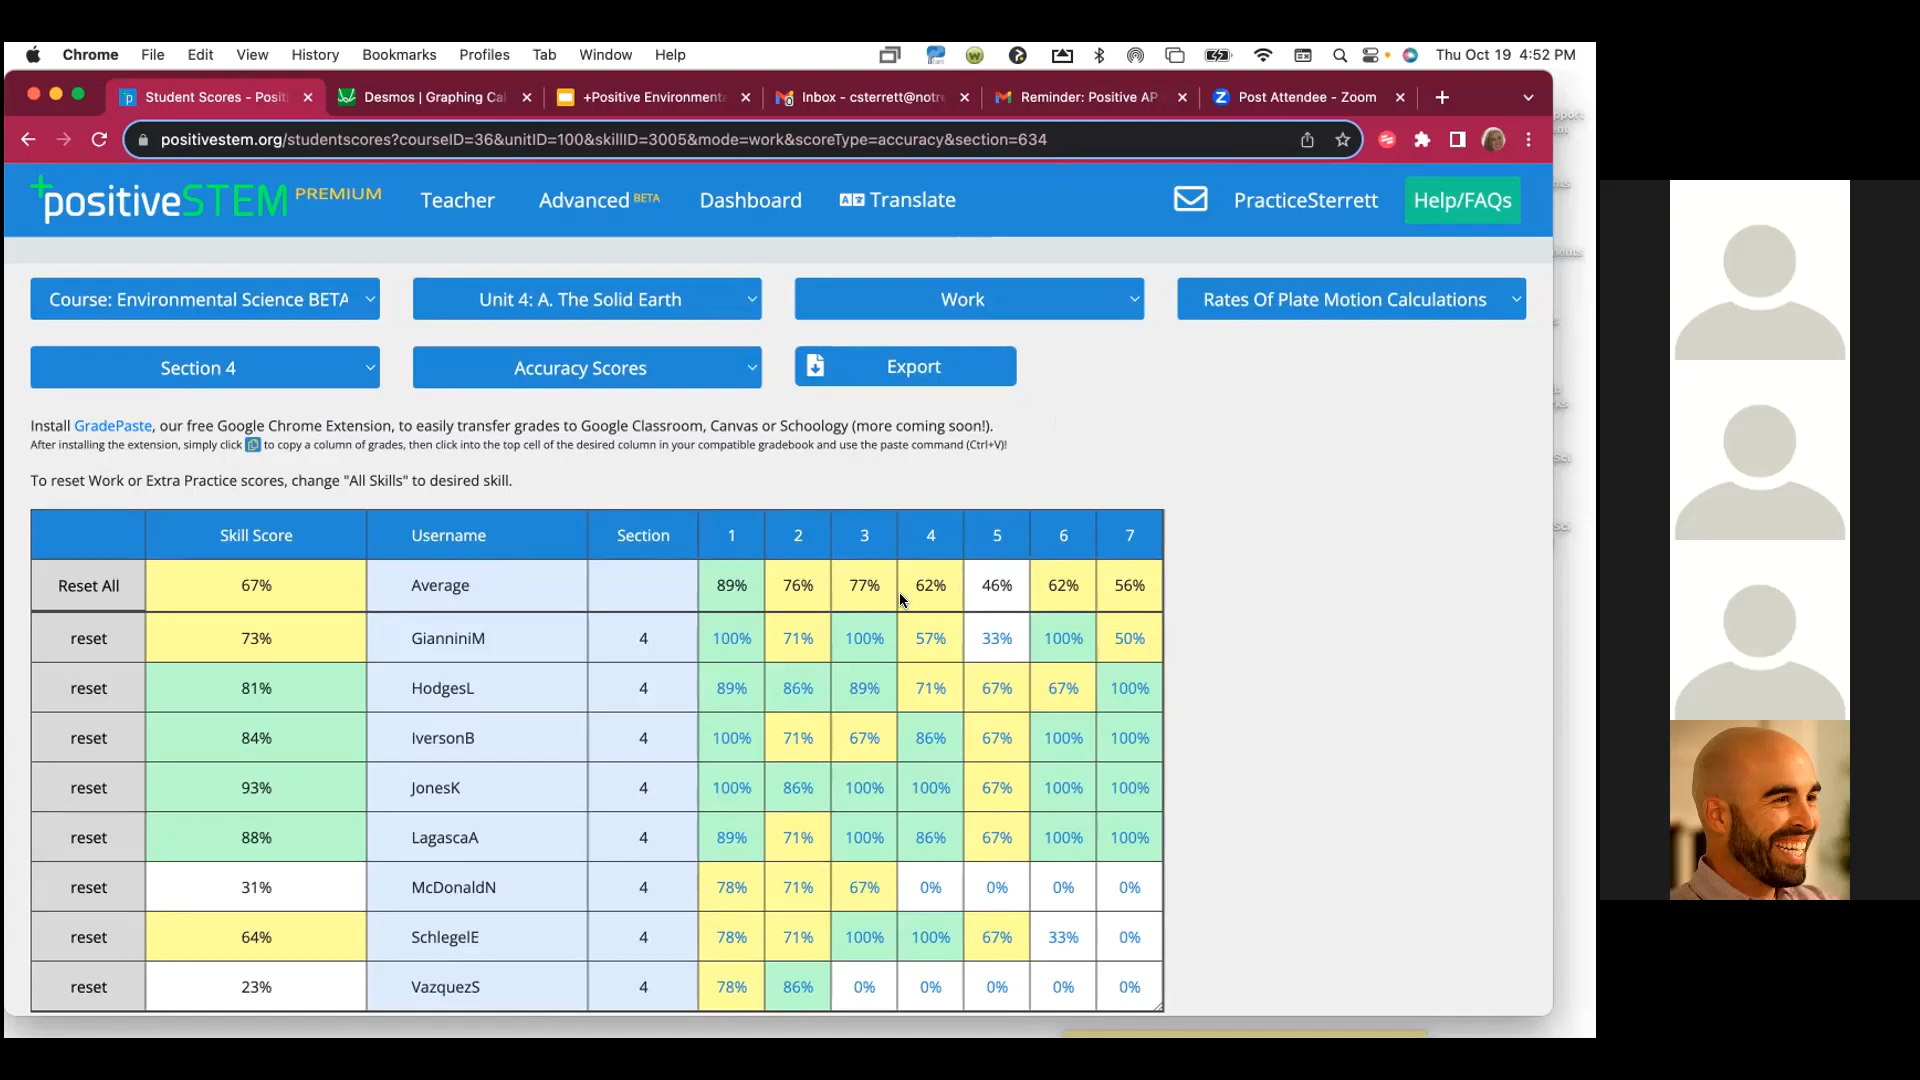 Chrome File Edit View History Bookmarks Profiles Tab Window Help Thu Oct 19 4:52 PM
Student Scores - Posit Desmos | Graphing Cal +Positive Environment Inbox - csterrett@notr Reminder: Positive AP Post Attendee - Zoom
positivestem.org/studentscores?courseID=36&unitID=100&skillID=3005&mode=work&scoreType=accuracy&section=634
+positiveSTEM PREMIUM Teacher Advanced BETA Dashboard Translate PracticeSterrett Help/FAQs
Course: Environmental Science BETA Unit 4: A. The Solid Earth Work Rates Of Plate Motion Calculations
Section 4 Accuracy Scores Export
Install GradePaste, our free Google Chrome Extension, to easily transfer grades to Google Classroom, Canvas or Schoology (more coming soon!).
After installing the extension, simply click to copy a column of grades, then click into the top cell of the desired column in your compatible gradebook and use the paste command (Ctrl+V)!
To reset Work or Extra Practice scores, change "All Skills" to desired skill.
Skill Score Username Section 1 2 3 4 5 6 7
Reset All 67% Average 89% 76% 77% 62% 46% 62% 56%
reset 73% GianniniM 4 100% 71% 100% 57% 33% 100% 50%
reset 81% HodgesL 4 89% 86% 89% 71% 67% 67% 100%
reset 84% IversonB 4 100% 71% 67% 86% 67% 100% 100%
reset 93% JonesK 4 100% 86% 100% 100% 67% 100% 100%
reset 88% LagascaA 4 89% 71% 100% 86% 67% 100% 100%
reset 31% McDonaldN 4 78% 71% 67% 0% 0% 0% 0%
reset 64% SchlegelE 4 78% 71% 100% 100% 67% 33% 0%
reset 23% VazquezS 4 78% 86% 0% 0% 0% 0% 0%